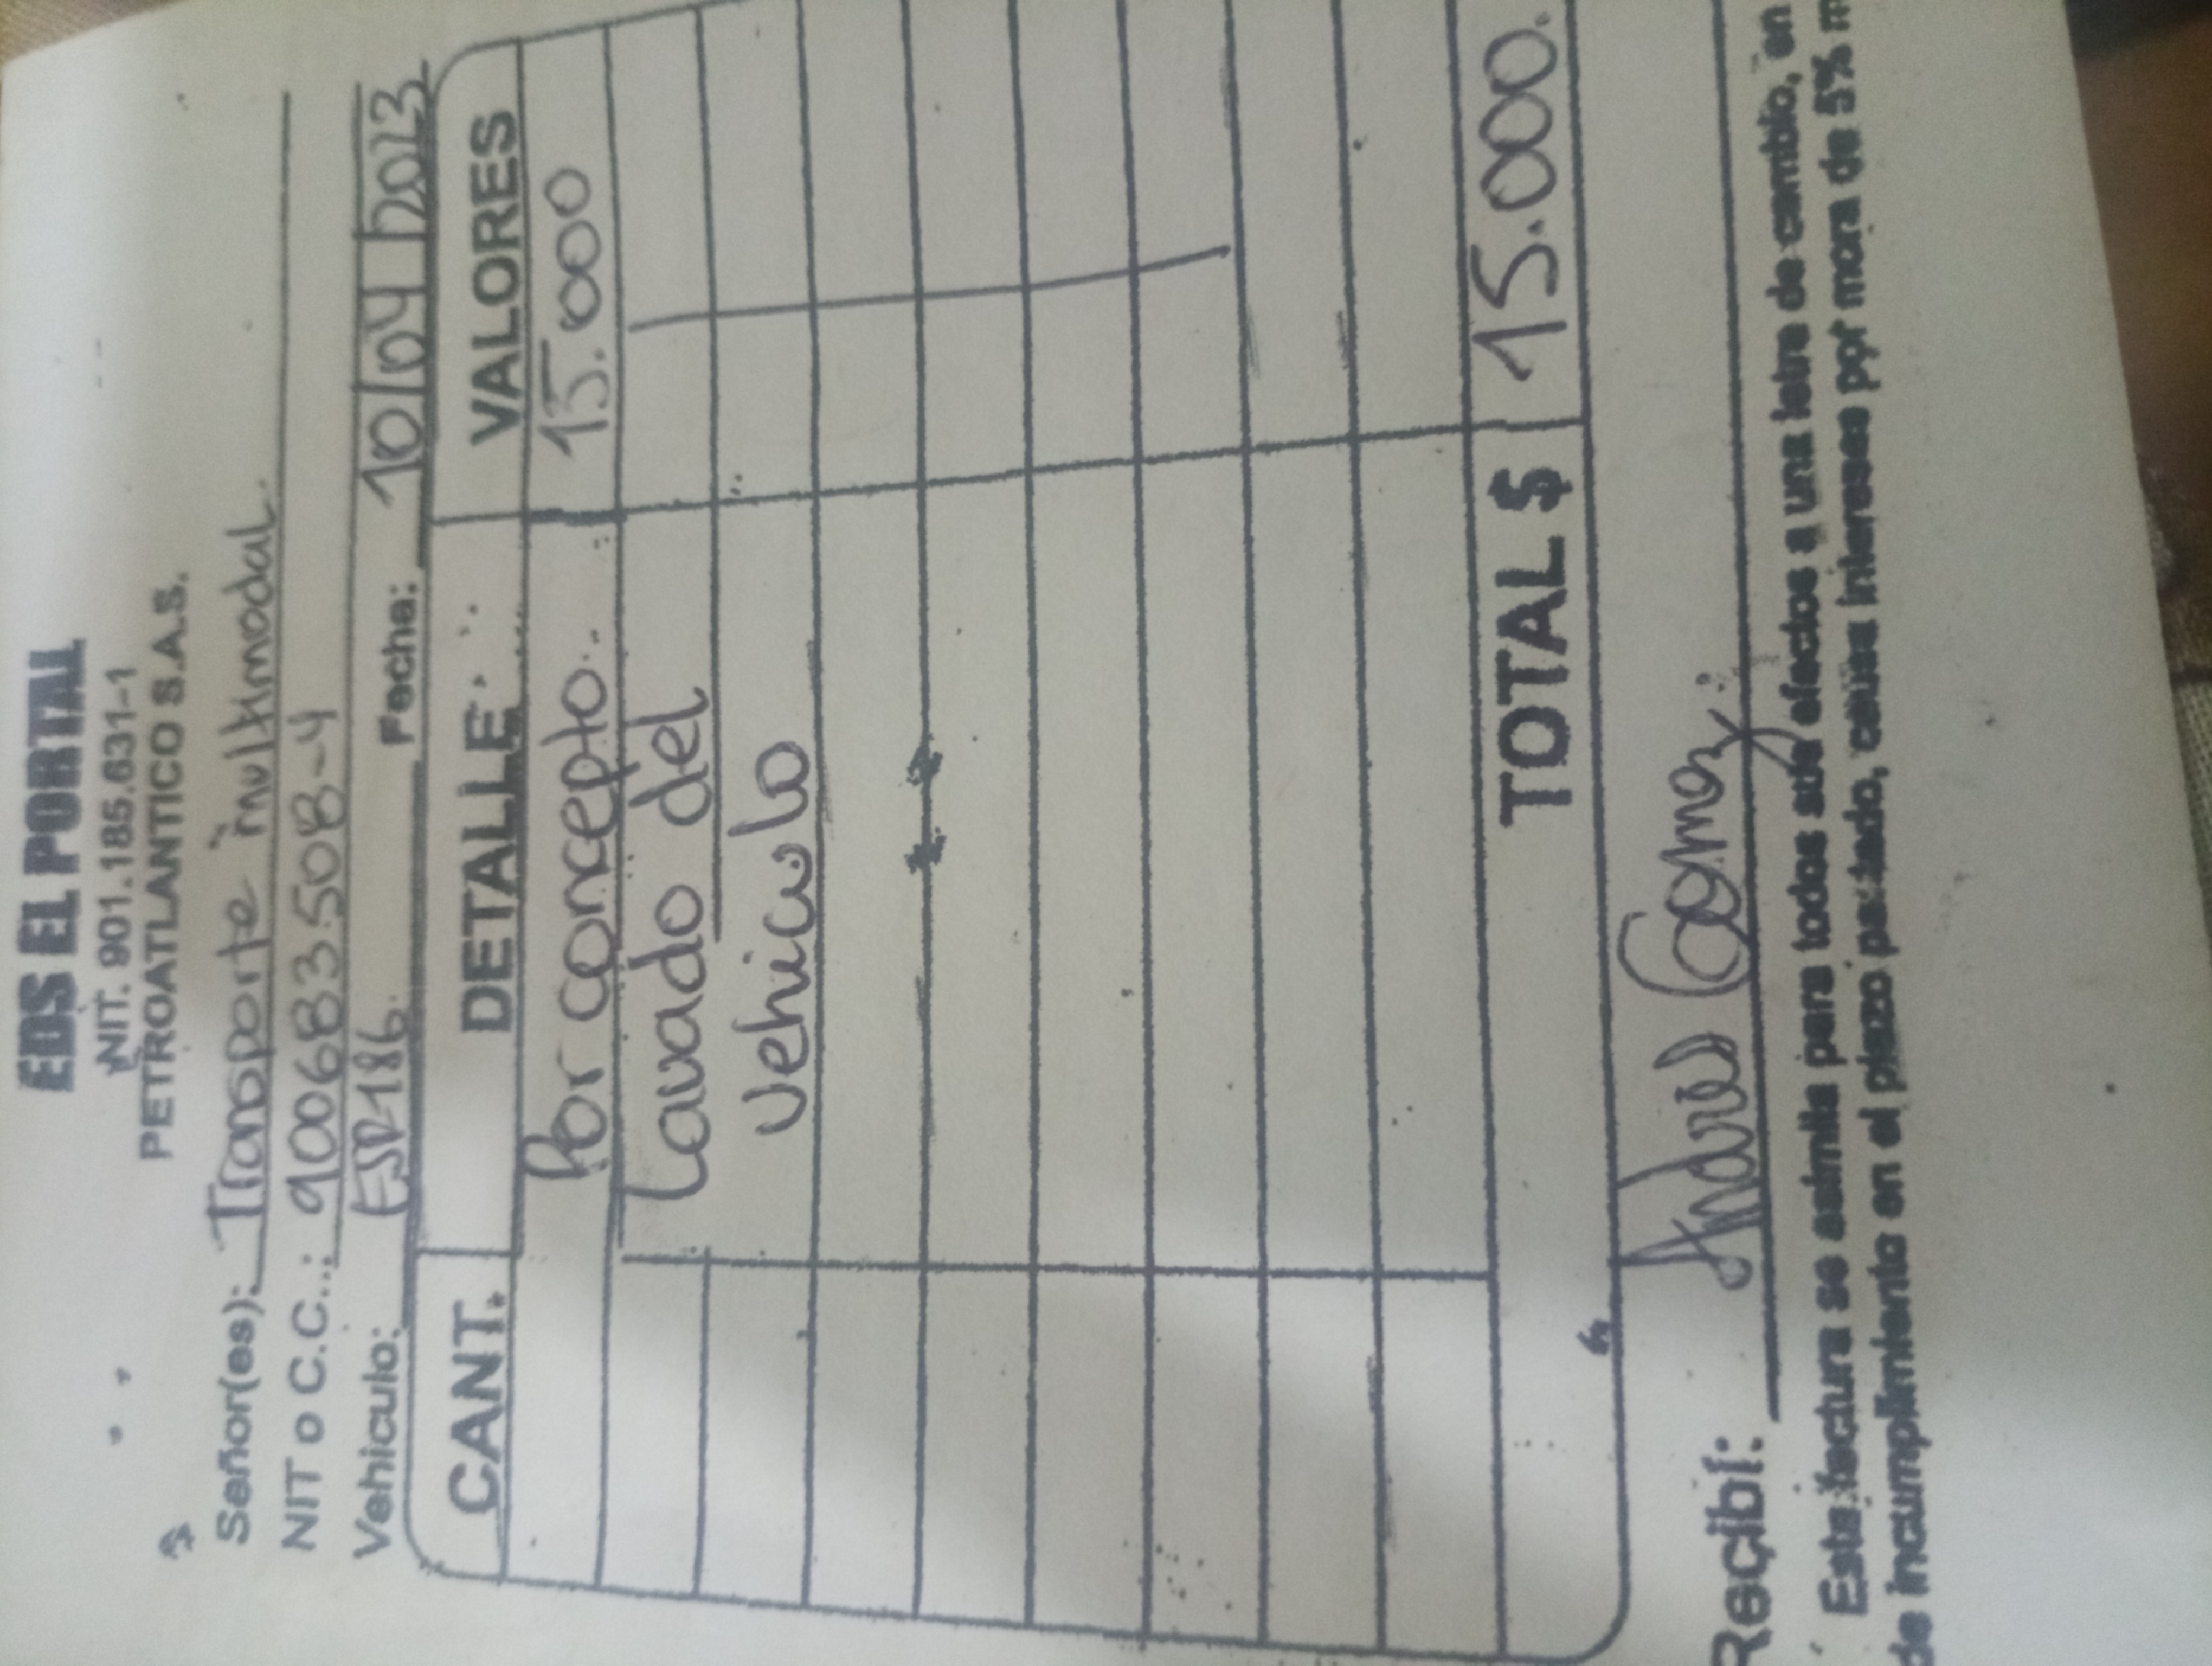 EDS EL PORTAL
NIT. 901.185.631-1
PETROATLANTICO S.A.S.
Señor(es): Transporte multimodal
NIT o C.C.: 900683508-4
Vehiculo: ESR186. Fecha: 10/04/2023
CANT. DETALLE VALORES
Por concepto 15.000
Lavado del
vehiculo
TOTAL $ 15.000.
Recibí: Andres Gomez
Esta factura se asimila para todos sus efectos a una letra de cambio, en
de incumplimiento en el plazo pactado, causa intereses por mora de 5% m